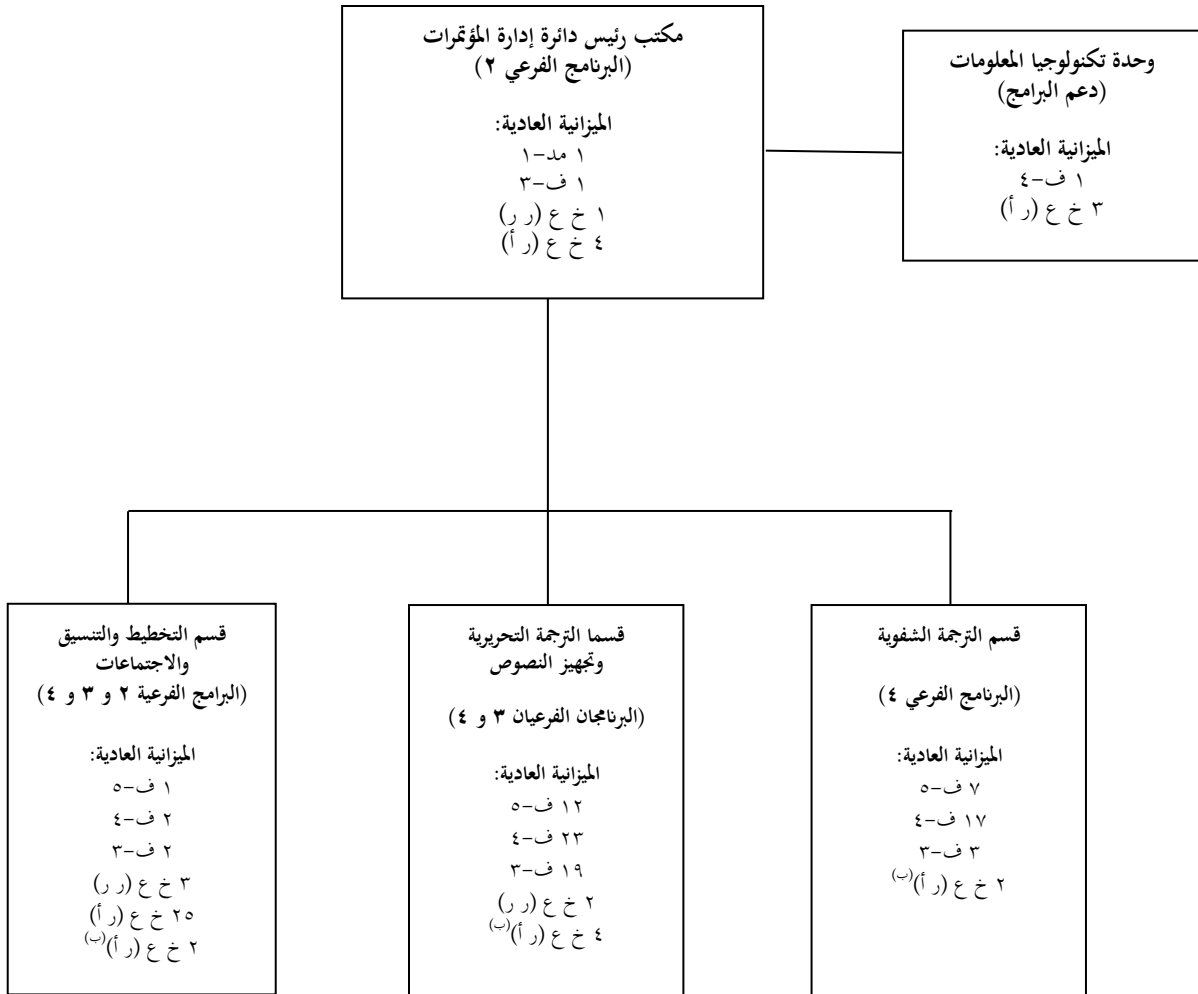 مكتب رئيس دائرة إدارة المؤتمرات
(البرنامج الفرعي ٢)
الميزانية العادية:
١ مد-١
١ ف-٣
١ خ ع (ر ر)
٤ خ ع (ر أ)
وحدة تكنولوجيا المعلومات
(دعم البرامج)
الميزانية العادية:
١ ف-٤
٣ خ ع (ر أ)
قسم التخطيط والتنسيق
والاجتماعات
(البرامج الفرعية ٢ و ٣ و ٤)
الميزانية العادية:
١ ف-٥
٢ ف-٤
٢ ف-٣
٣ خ ع (ر ر)
٢٥ خ ع (ر أ)
٢ خ ع (ر أ)(ب)
قسما الترجمة التحريرية
وتجهيز النصوص
(البرنامجان الفرعيان ٣ و ٤)
الميزانية العادية:
١٢ ف-٥
٢٣ ف-٤
١٩ ف-٣
٢ خ ع (ر ر)
٤ خ ع (ر أ)(ب)
قسم الترجمة الشفوية
(البرنامج الفرعي ٤)
الميزانية العادية:
٧ ف-٥
١٧ ف-٤
٣ ف-٣
٢ خ ع (ر أ)(ب)